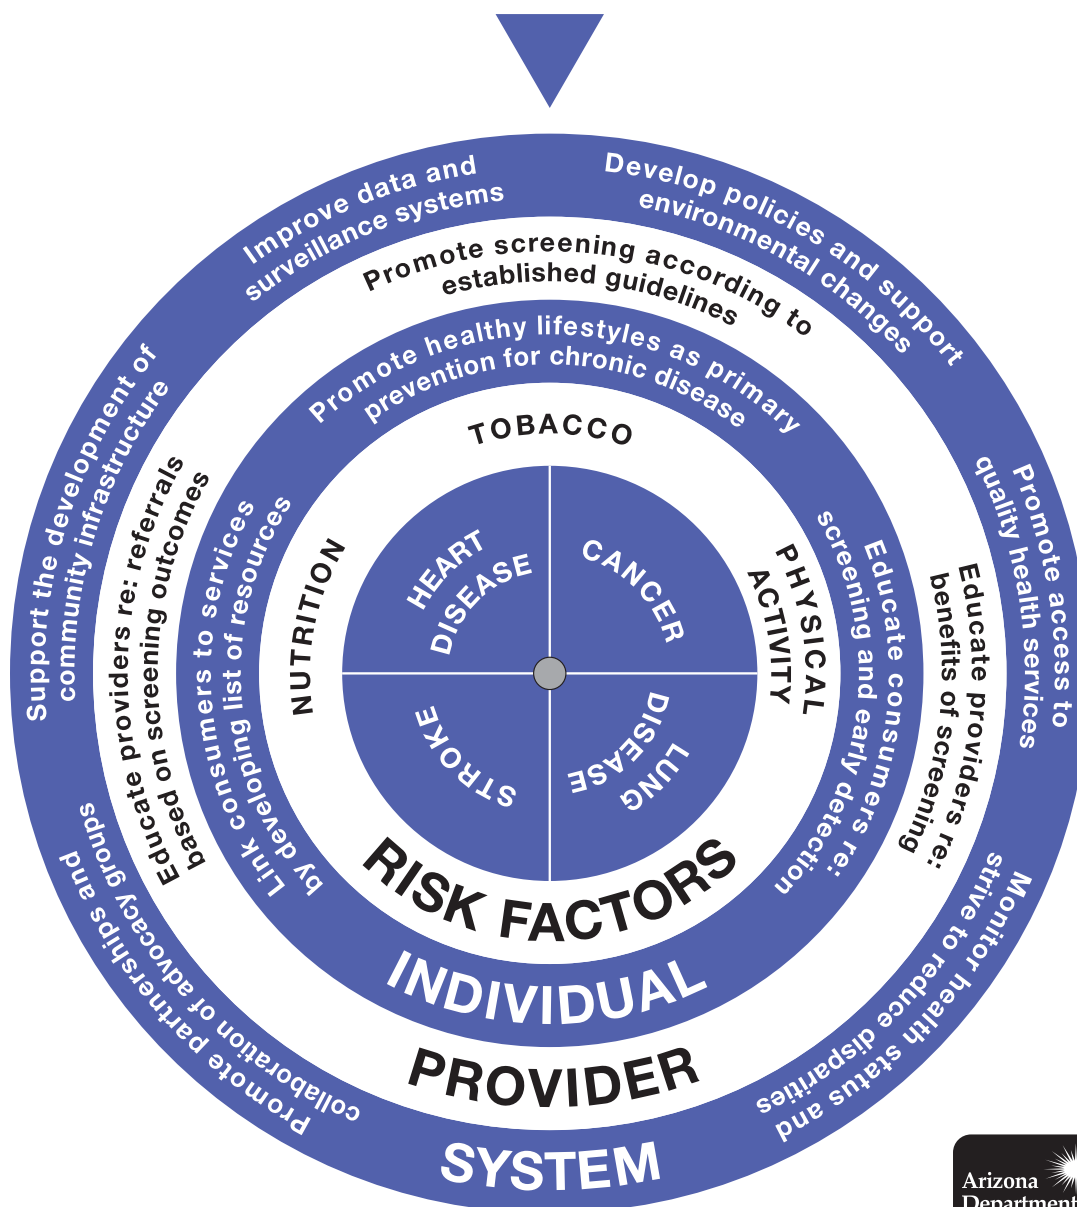 Improve data and
surveillance systems
Develop policies and support
environmental changes
Promote access to
quality health services
Monitor health status and
strive to reduce disparities
Promote partnerships and
collaboration of advocacy groups
Support the development of
community infrastructure
SYSTEM
Promote screening according to
established guidelines
Educate providers re:
benefits of screening
Educate providers re: referrals
based on screening outcomes
PROVIDER
Promote healthy lifestyles as primary
prevention for chronic disease
Educate consumers re:
screening and early detection
Link consumers to services
by developing list of resources
INDIVIDUAL
TOBACCO
PHYSICAL
ACTIVITY
NUTRITION
RISK FACTORS
HEART
DISEASE
CANCER
LUNG
DISEASE
STROKE
Arizona
Department